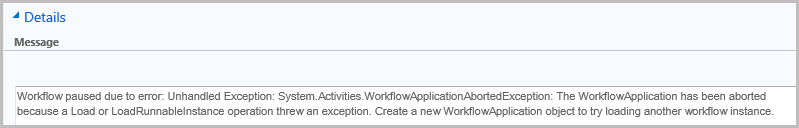 Details
Message
Workflow paused due to error: Unhandled Exception: System.Activities.WorkflowApplicationAbortedException: The WorkflowApplication has been aborted
because a Load or LoadRunnableInstance operation threw an exception. Create a new WorkflowApplication object to try loading another workflow instance.